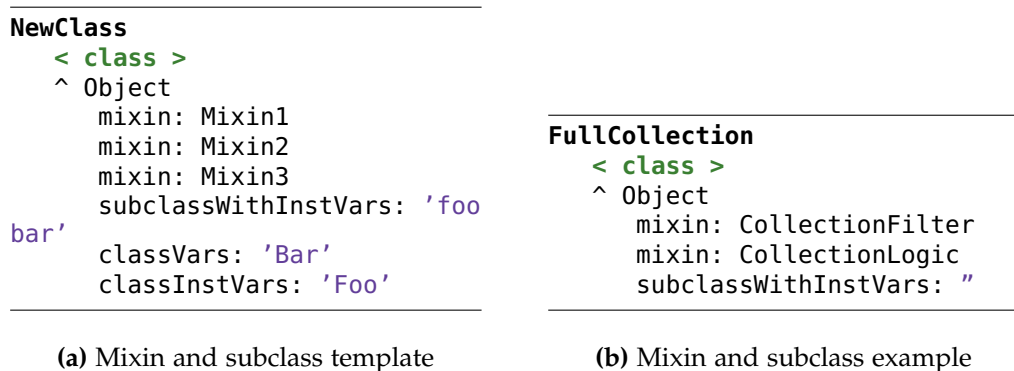 NewClass
< class >
^ Object
mixin: Mixin1
mixin: Mixin2
mixin: Mixin3
subclassWithInstVars: ’foo
bar’
classVars: ’Bar’
classInstVars: ’Foo’
(a) Mixin and subclass template
FullCollection
< class >
^ Object
mixin: CollectionFilter
mixin: CollectionLogic
subclassWithInstVars: ’’
(b) Mixin and subclass example